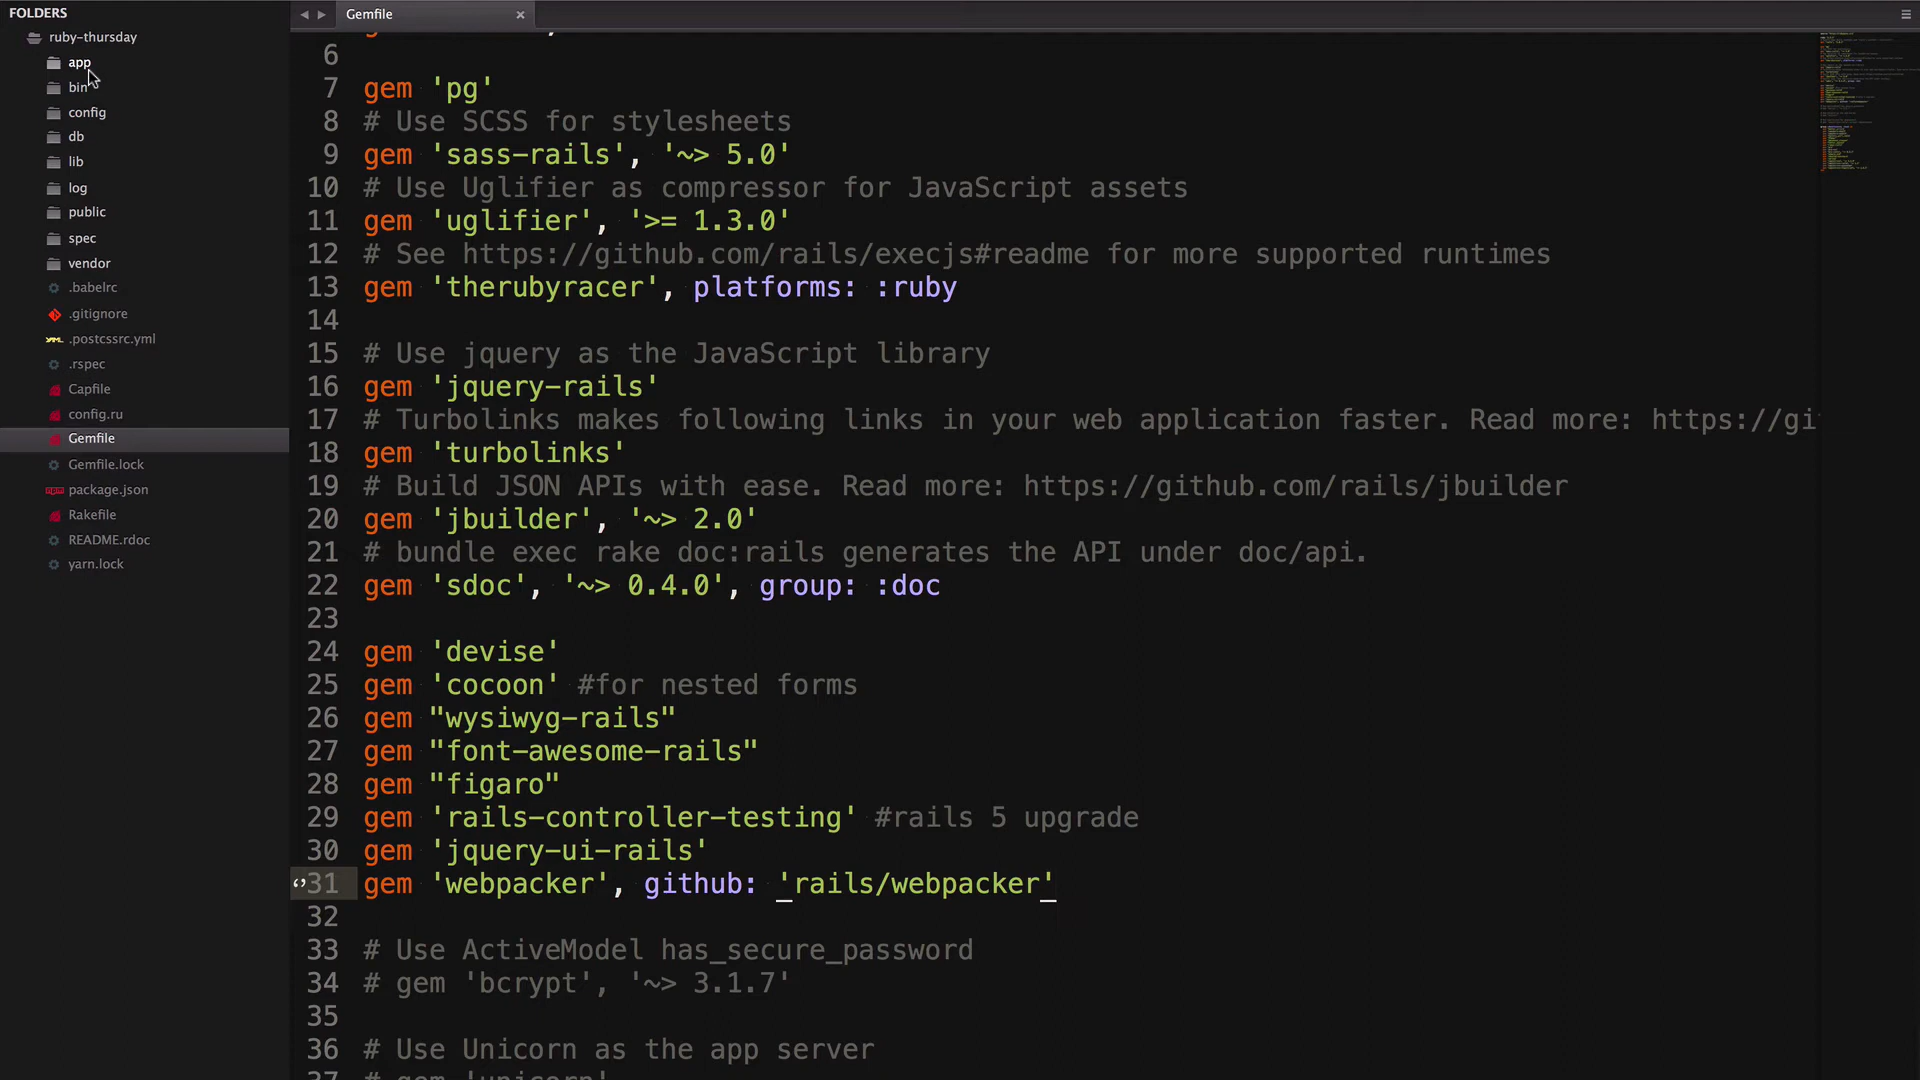 FOLDERS
ruby-thursday
app
bin
config
db
lib
log
public
spec
vendor
.babelrc
.gitignore
.postcssrc.yml
.rspec
Capfile
config.ru
Gemfile
Gemfile.lock
package.json
Rakefile
README.rdoc
yarn.lock
Gemfile
6
7 gem 'pg'
8 # Use SCSS for stylesheets
9 gem 'sass-rails', '~> 5.0'
10 # Use Uglifier as compressor for JavaScript assets
11 gem 'uglifier', '>= 1.3.0'
12 # See https://github.com/rails/execjs#readme for more supported runtimes
13 gem 'therubyracer', platforms: :ruby
14
15 # Use jquery as the JavaScript library
16 gem 'jquery-rails'
17 # Turbolinks makes following links in your web application faster. Read more: https://gi
18 gem 'turbolinks'
19 # Build JSON APIs with ease. Read more: https://github.com/rails/jbuilder
20 gem 'jbuilder', '~> 2.0'
21 # bundle exec rake doc:rails generates the API under doc/api.
22 gem 'sdoc', '~> 0.4.0', group: :doc
23
24 gem 'devise'
25 gem 'cocoon' #for nested forms
26 gem "wysiwyg-rails"
27 gem "font-awesome-rails"
28 gem "figaro"
29 gem 'rails-controller-testing' #rails 5 upgrade
30 gem 'jquery-ui-rails'
31 gem 'webpacker', github: 'rails/webpacker'
32
33 # Use ActiveModel has_secure_password
34 # gem 'bcrypt', '~> 3.1.7'
35
36 # Use Unicorn as the app server
37 # gem 'unicorn'